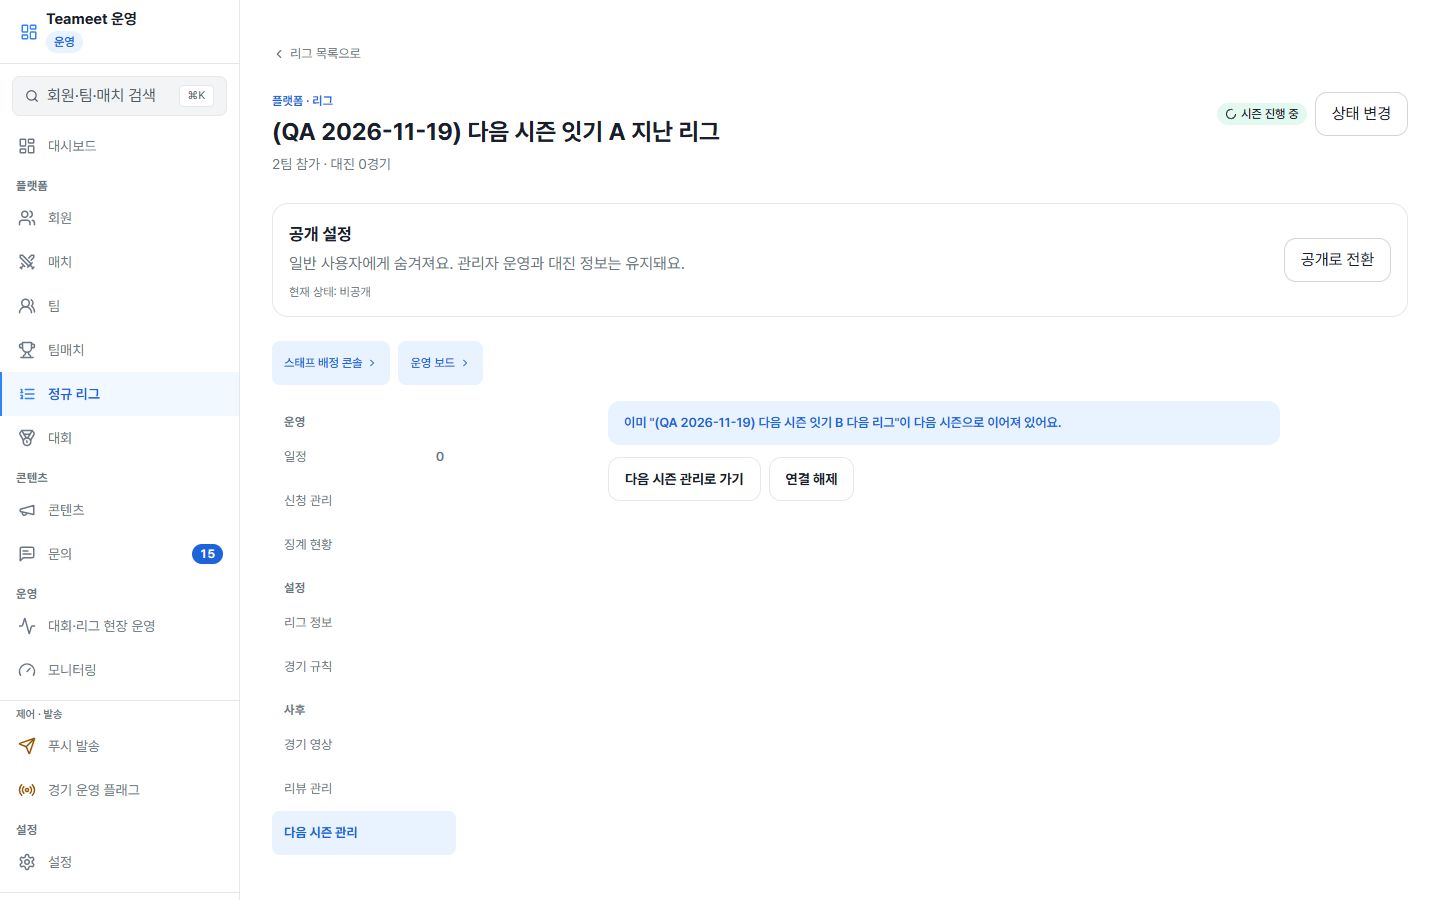 Teameet 운영
운영
회원·팀·매치 검색 ⌘K
대시보드
플랫폼
회원
매치
팀
팀매치
정규 리그
대회
콘텐츠
콘텐츠
문의 15
운영
대회·리그 현장 운영
모니터링
제어 · 발송
푸시 발송
경기 운영 플래그
설정
설정
리그 목록으로
플랫폼 · 리그
(QA 2026-11-19) 다음 시즌 잇기 A 지난 리그
2팀 참가 · 대진 0경기
시즌 진행 중
상태 변경
공개 설정
일반 사용자에게 숨겨져요. 관리자 운영과 대진 정보는 유지돼요.
현재 상태: 비공개
공개로 전환
스태프 배정 콘솔
운영 보드
운영
일정 0
신청 관리
징계 현황
설정
리그 정보
경기 규칙
사후
경기 영상
리뷰 관리
다음 시즌 관리
이미 "(QA 2026-11-19) 다음 시즌 잇기 B 다음 리그"이 다음 시즌으로 이어져 있어요.
다음 시즌 관리로 가기
연결 해제